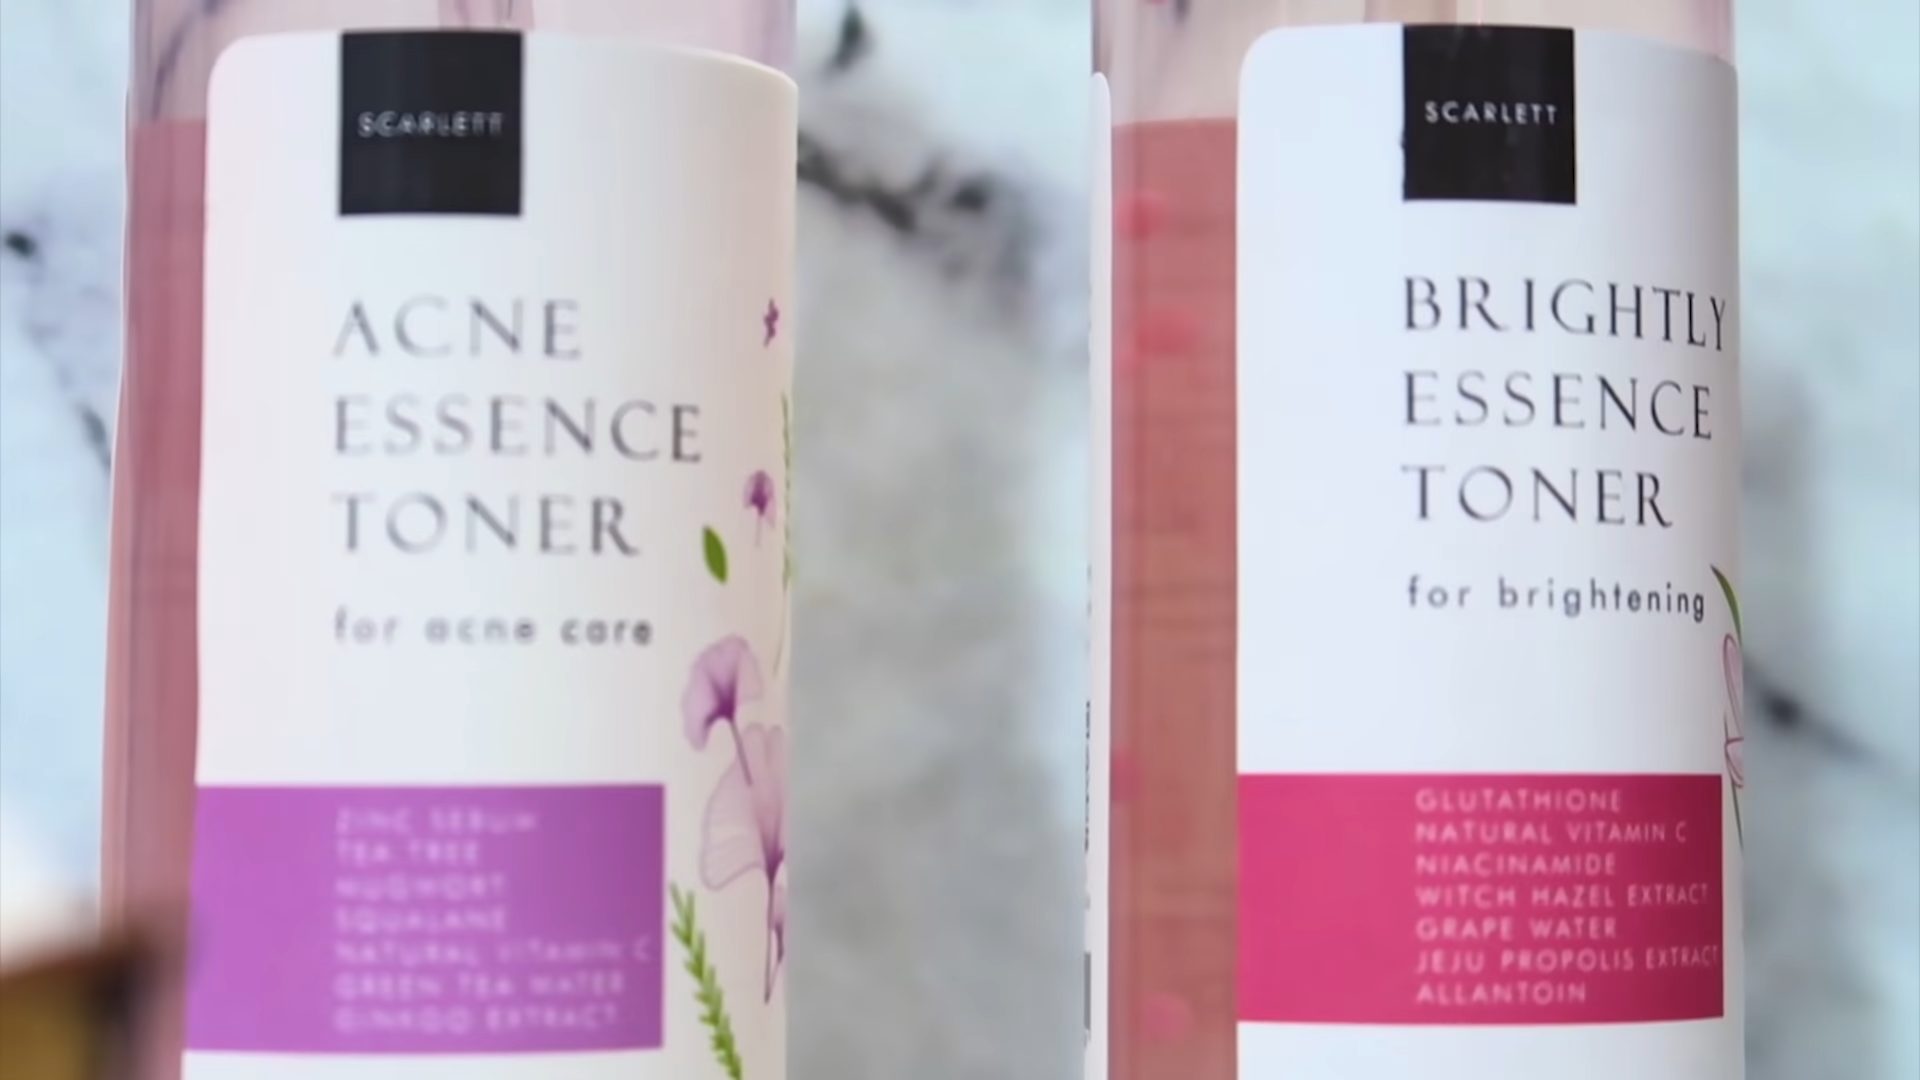 SCARLETT
ACNE
ESSENCE
TONER
for acne care
ZINC SEBUM
TEA TREE
MUGWORT
SQUALANE
NATURAL VITAMIN C
GREEN TEA WATER
GINKGO EXTRACT
SCARLETT
BRIGHTLY
ESSENCE
TONER
for brightening
GLUTATHIONE
NATURAL VITAMIN C
NIACINAMIDE
WITCH HAZEL EXTRACT
GRAPE WATER
JEJU PROPOLIS EXTRACT
ALLANTOIN